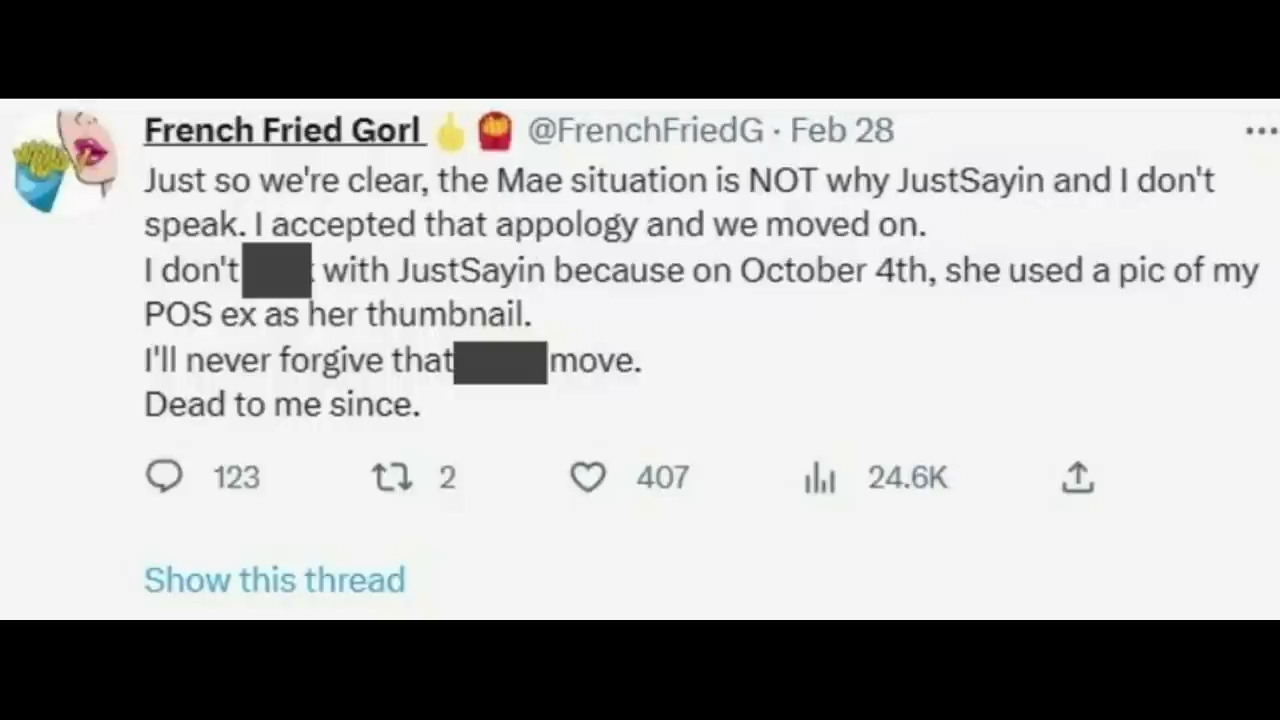 French Fried Gorl 🖕🍟 @FrenchFriedG · Feb 28
Just so we're clear, the Mae situation is NOT why JustSayin and I don't
speak. I accepted that appology and we moved on.
I don't with JustSayin because on October 4th, she used a pic of my
POS ex as her thumbnail.
I'll never forgive that move.
Dead to me since.
123 2 407 24.6K
Show this thread